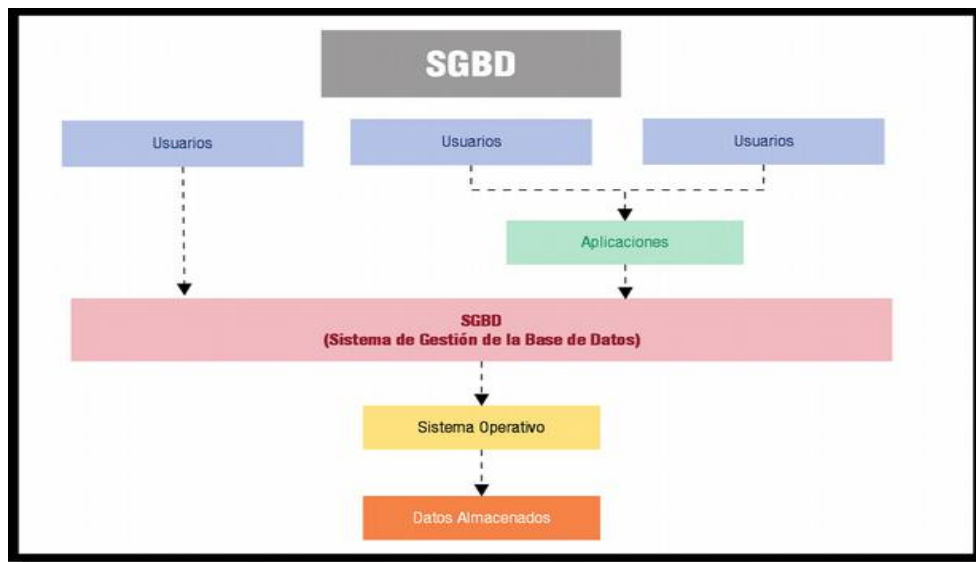 SGBD
Usuarios
Usuarios
Usuarios
Aplicaciones
SGBD
(Sistema de Gestión de la Base de Datos)
Sistema Operativo
Datos Almacenados